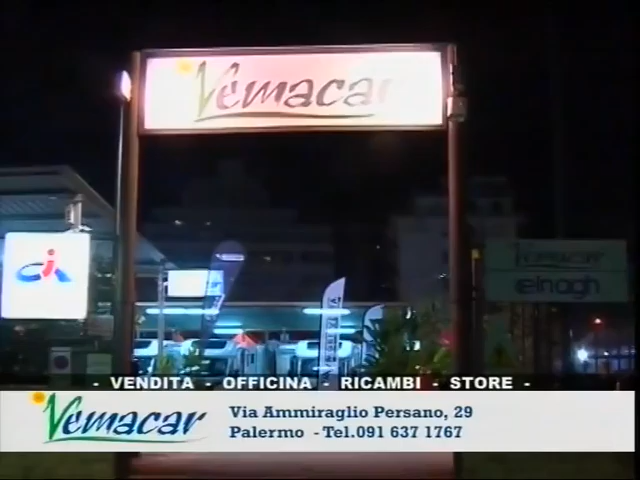 Vemacar
Vemacar
elnagh
- VENDITA - OFFICINA - RICAMBI - STORE -
Vemacar
Via Ammiraglio Persano, 29
Palermo - Tel.091 637 1767